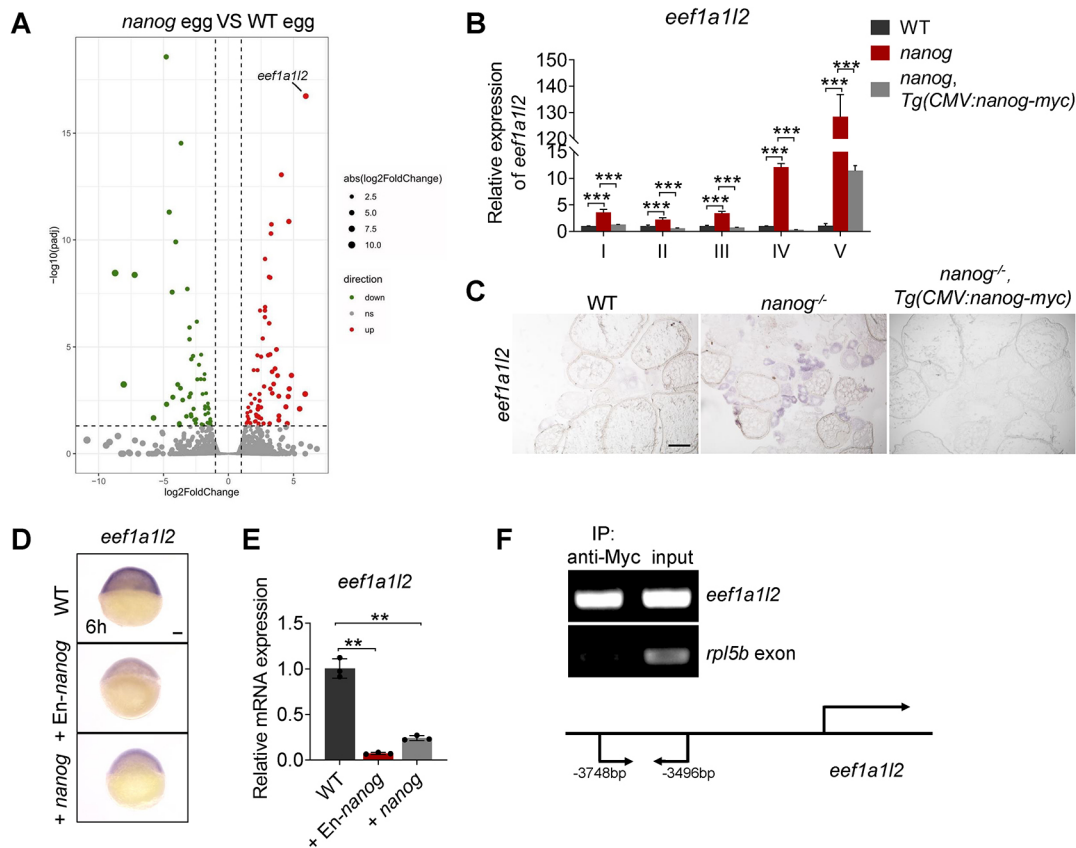 A
nanog egg VS WT egg
eef1a1l2
15
10
5
0
−10
−5
0
5
−log10(padj)
log2FoldChange
abs(log2FoldChange)
2.5
5.0
7.5
10.0
direction
down
ns
up
B
eef1a1l2
WT
nanog
nanog,
Tg(CMV:nanog-myc)
Relative expression
of eef1a1l2
150
140
130
120
15
10
5
0
*** *** *** *** *** *** *** *** *** ***
I II III IV V
C
WT
nanog-/-
nanog-/-,
Tg(CMV:nanog-myc)
eef1a1l2
D
eef1a1l2
WT
6h
+ En-nanog
+ nanog
E
eef1a1l2
Relative mRNA expression
1.5
1.0
0.5
0.0
**
**
WT
+ En-nanog
+ nanog
F
IP:
anti-Myc input
eef1a1l2
rpl5b exon
-3748bp
-3496bp
eef1a1l2